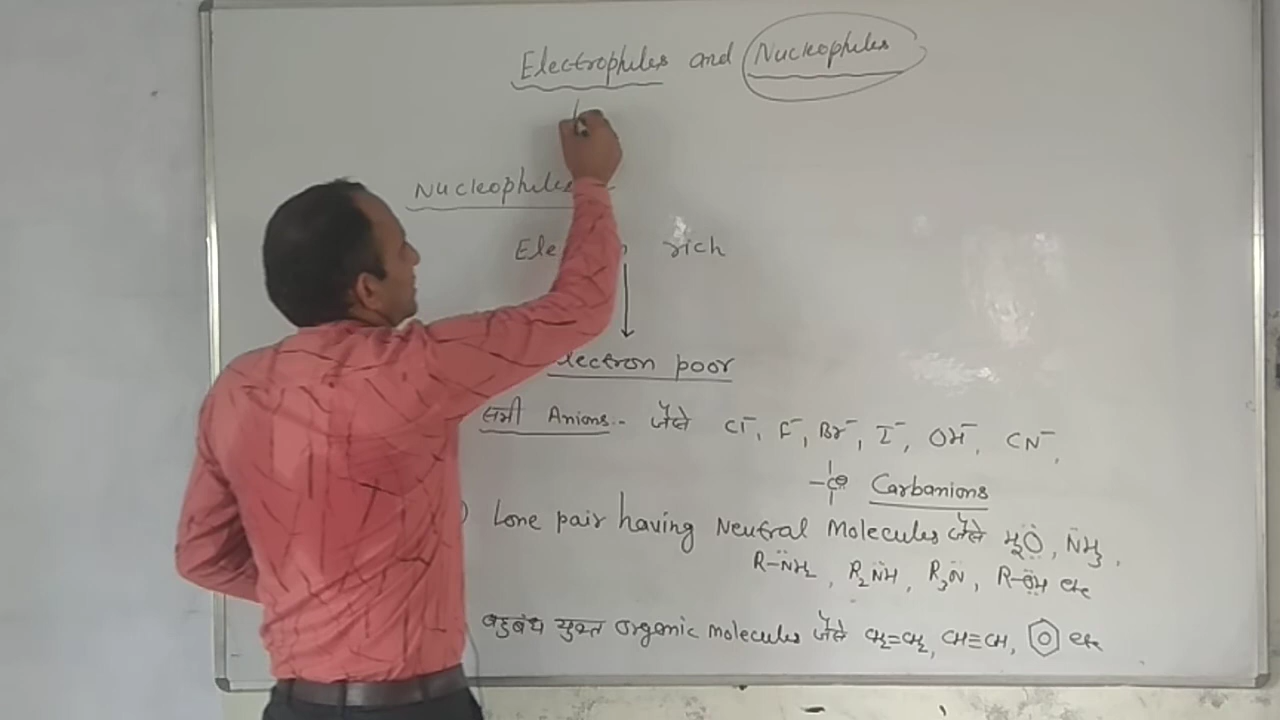 Electrophiles and Nucleophiles
Nucleophiles
rich
electron poor
सभी Anions:- जैसे Cl⁻, F⁻, Br⁻, I⁻, OH⁻, CN⁻,
Carbanions
Lone pair having Neutral Molecules जैसे H₂Ö, N̈H₃,
R-N̈H₂, R₂N̈H, R₃N̈, R-ÖH etc
बहुबंध युक्त organic molecules जैसे CH₂=CH₂, CH≡CH, etc